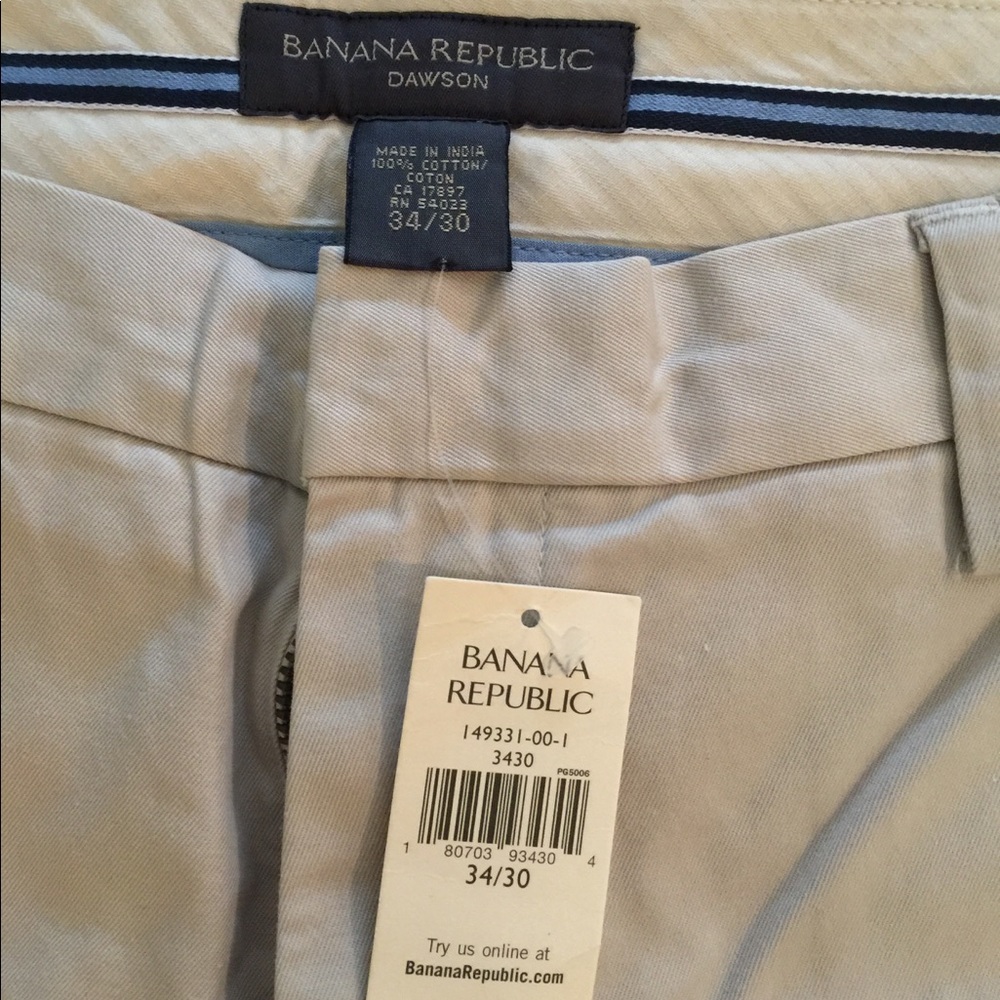 BANANA REPUBLIC
DAWSON
MADE IN INDIA
100% COTTON/
COTON
CA 17897
RN 54023
34/30
BANANA
REPUBLIC
149331-00-1
3430
PG5006
1 80703 93430 4
34/30
Try us online at
BananaRepublic.com